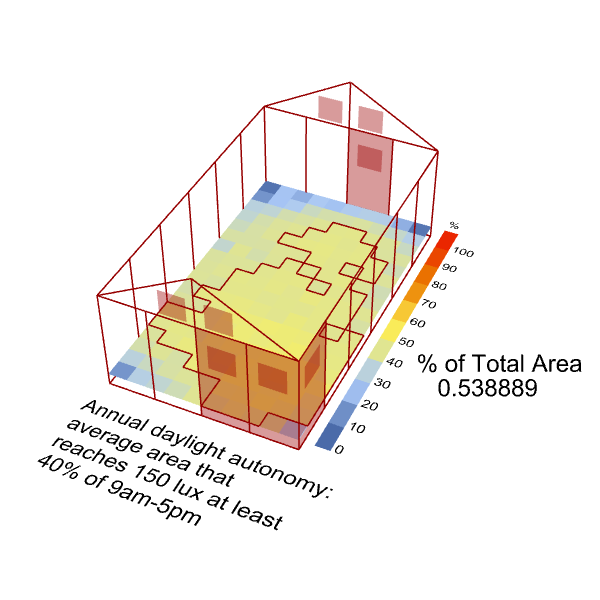 %
100
90
80
70
60
50
40
30
20
10
0
% of Total Area
0.538889
Annual daylight autonomy:
average area that
reaches 150 lux at least
40% of 9am-5pm